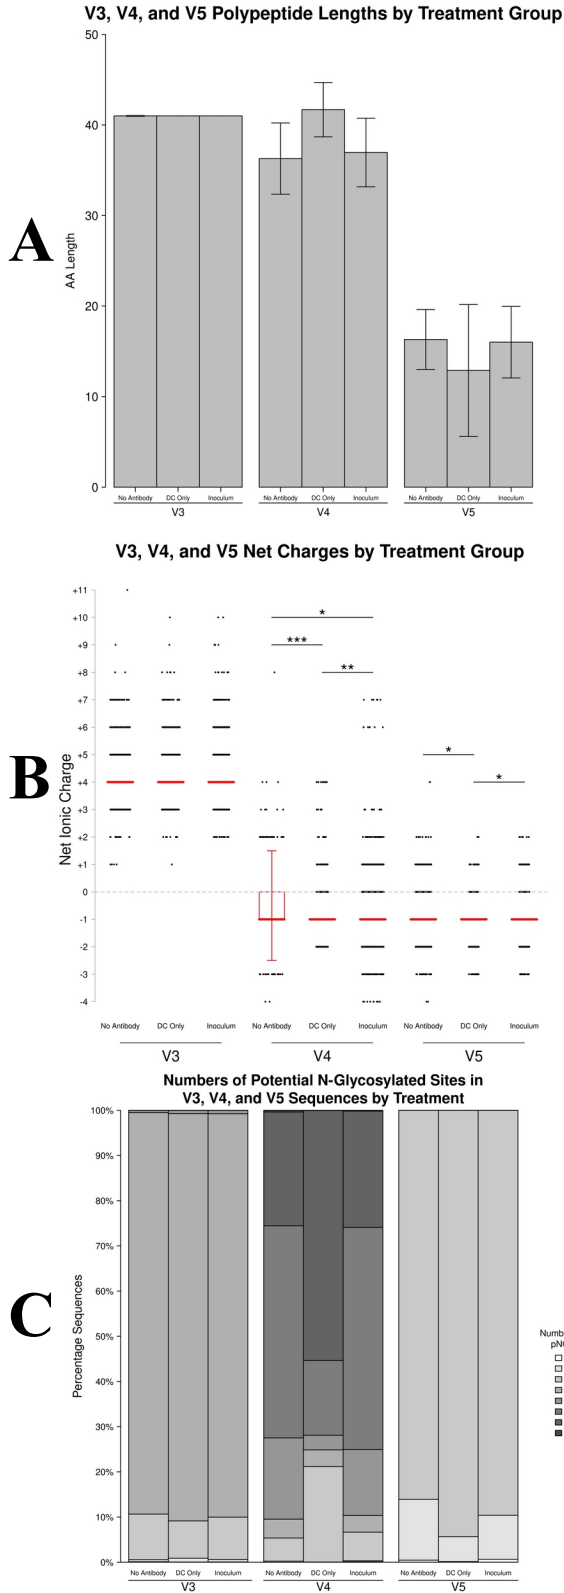 V3, V4, and V5 Polypeptide Lengths by Treatment Group
A
AA Length
50
40
30
20
10
0
No Antibody DC Only Inoculum No Antibody DC Only Inoculum No Antibody DC Only Inoculum
V3 V4 V5
V3, V4, and V5 Net Charges by Treatment Group
B
Net Ionic Charge
+11
+10
+9
+8
+7
+6
+5
+4
+3
+2
+1
0
-1
-2
-3
-4
*
***
**
*
*
No Antibody DC Only Inoculum No Antibody DC Only Inoculum No Antibody DC Only Inoculum
V3 V4 V5
Numbers of Potential N-Glycosylated Sites in
V3, V4, and V5 Sequences by Treatment
C
Percentage Sequences
100%
90%
80%
70%
60%
50%
40%
30%
20%
10%
0%
No Antibody DC Only Inoculum No Antibody DC Only Inoculum No Antibody DC Only Inoculum
V3 V4 V5